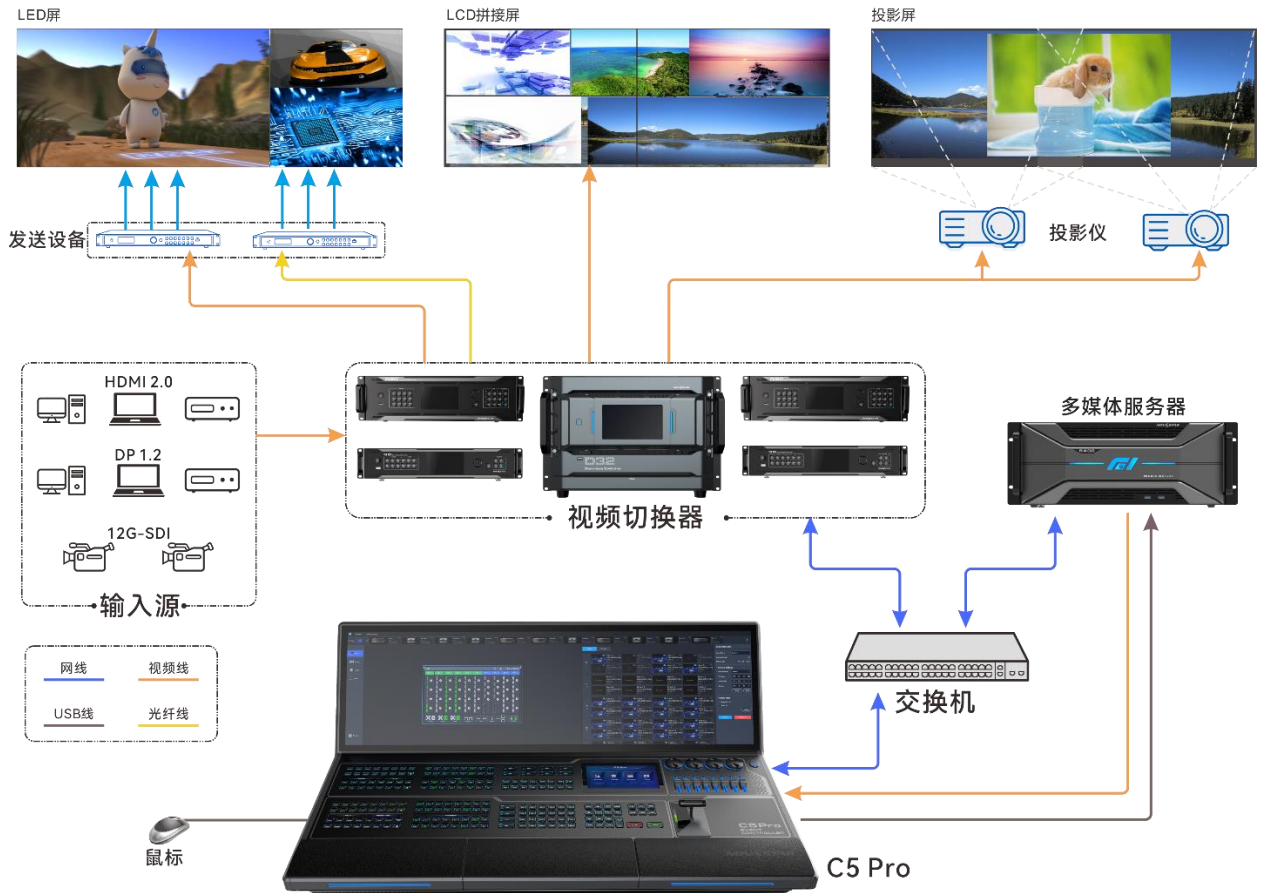 LED屏
LCD拼接屏
投影屏
发送设备
投影仪
HDMI 2.0
DP 1.2
12G-SDI
输入源
D32
视频切换器
多媒体服务器
网线
视频线
USB线
光纤线
交换机
C5Pro
鼠标
C5 Pro